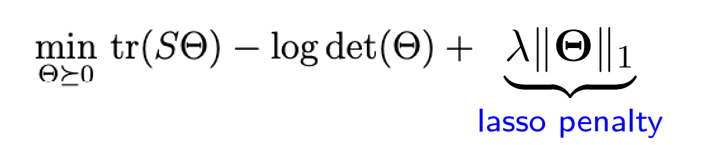 min tr(SΘ) − log det(Θ) + λ‖Θ‖₁
Θ⪰0
lasso penalty